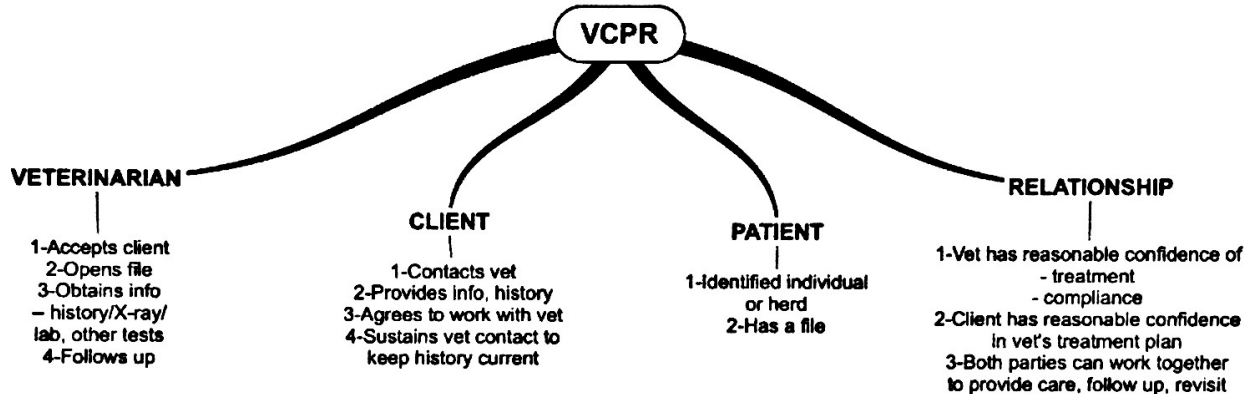 VCPR
VETERINARIAN
1-Accepts client
2-Opens file
3-Obtains info
– history/X-ray/
lab, other tests
4-Follows up
CLIENT
1-Contacts vet
2-Provides info, history
3-Agrees to work with vet
4-Sustains vet contact to
keep history current
PATIENT
1-Identified individual
or herd
2-Has a file
RELATIONSHIP
1-Vet has reasonable confidence of
- treatment
- compliance
2-Client has reasonable confidence
in vet's treatment plan
3-Both parties can work together
to provide care, follow up, revisit